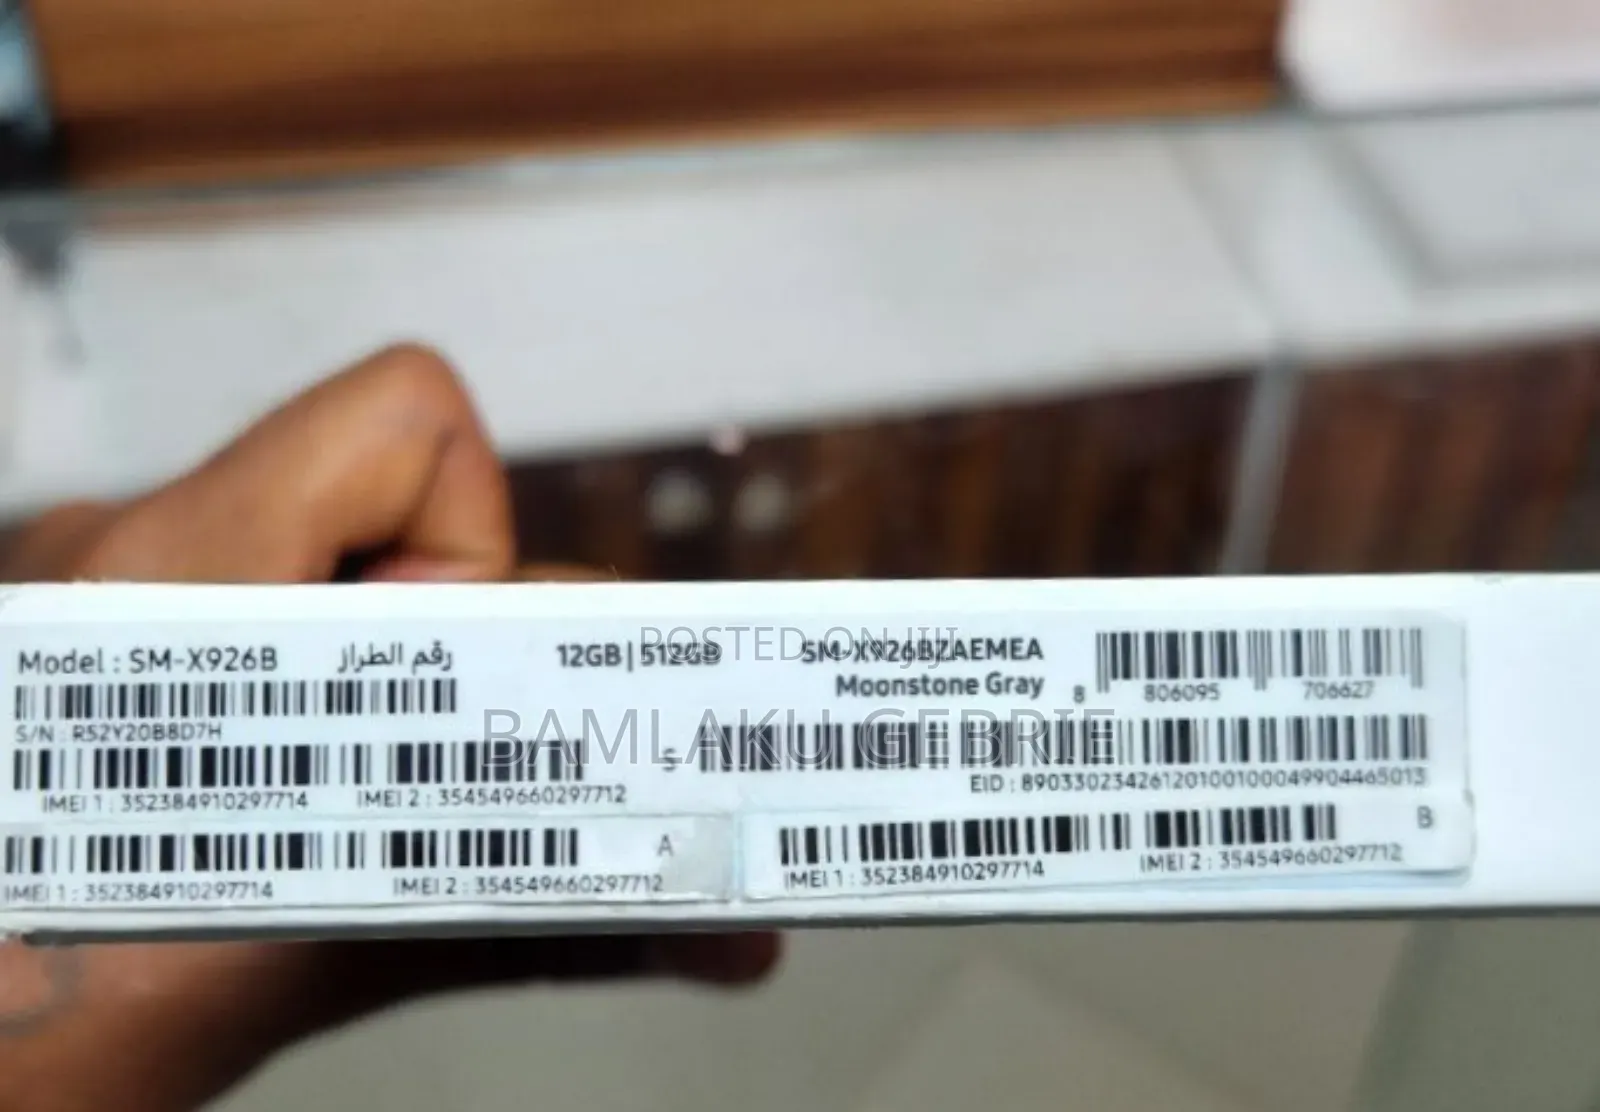 Model : SM-X926B رقم الطراز
12GB | 512GB
SM-X926BZAEMEA
Moonstone Gray
8 806095 706627
S/N : R52Y20B8D7H
S
IMEI 1 : 352384910297714 IMEI 2 : 354549660297712
EID : 89033023426120100100049904465013
A
IMEI 1 : 352384910297714 IMEI 2 : 354549660297712
B
IMEI 1 : 352384910297714 IMEI 2 : 354549660297712
POSTED ON JIJI
BAMLAKU GEBRIE